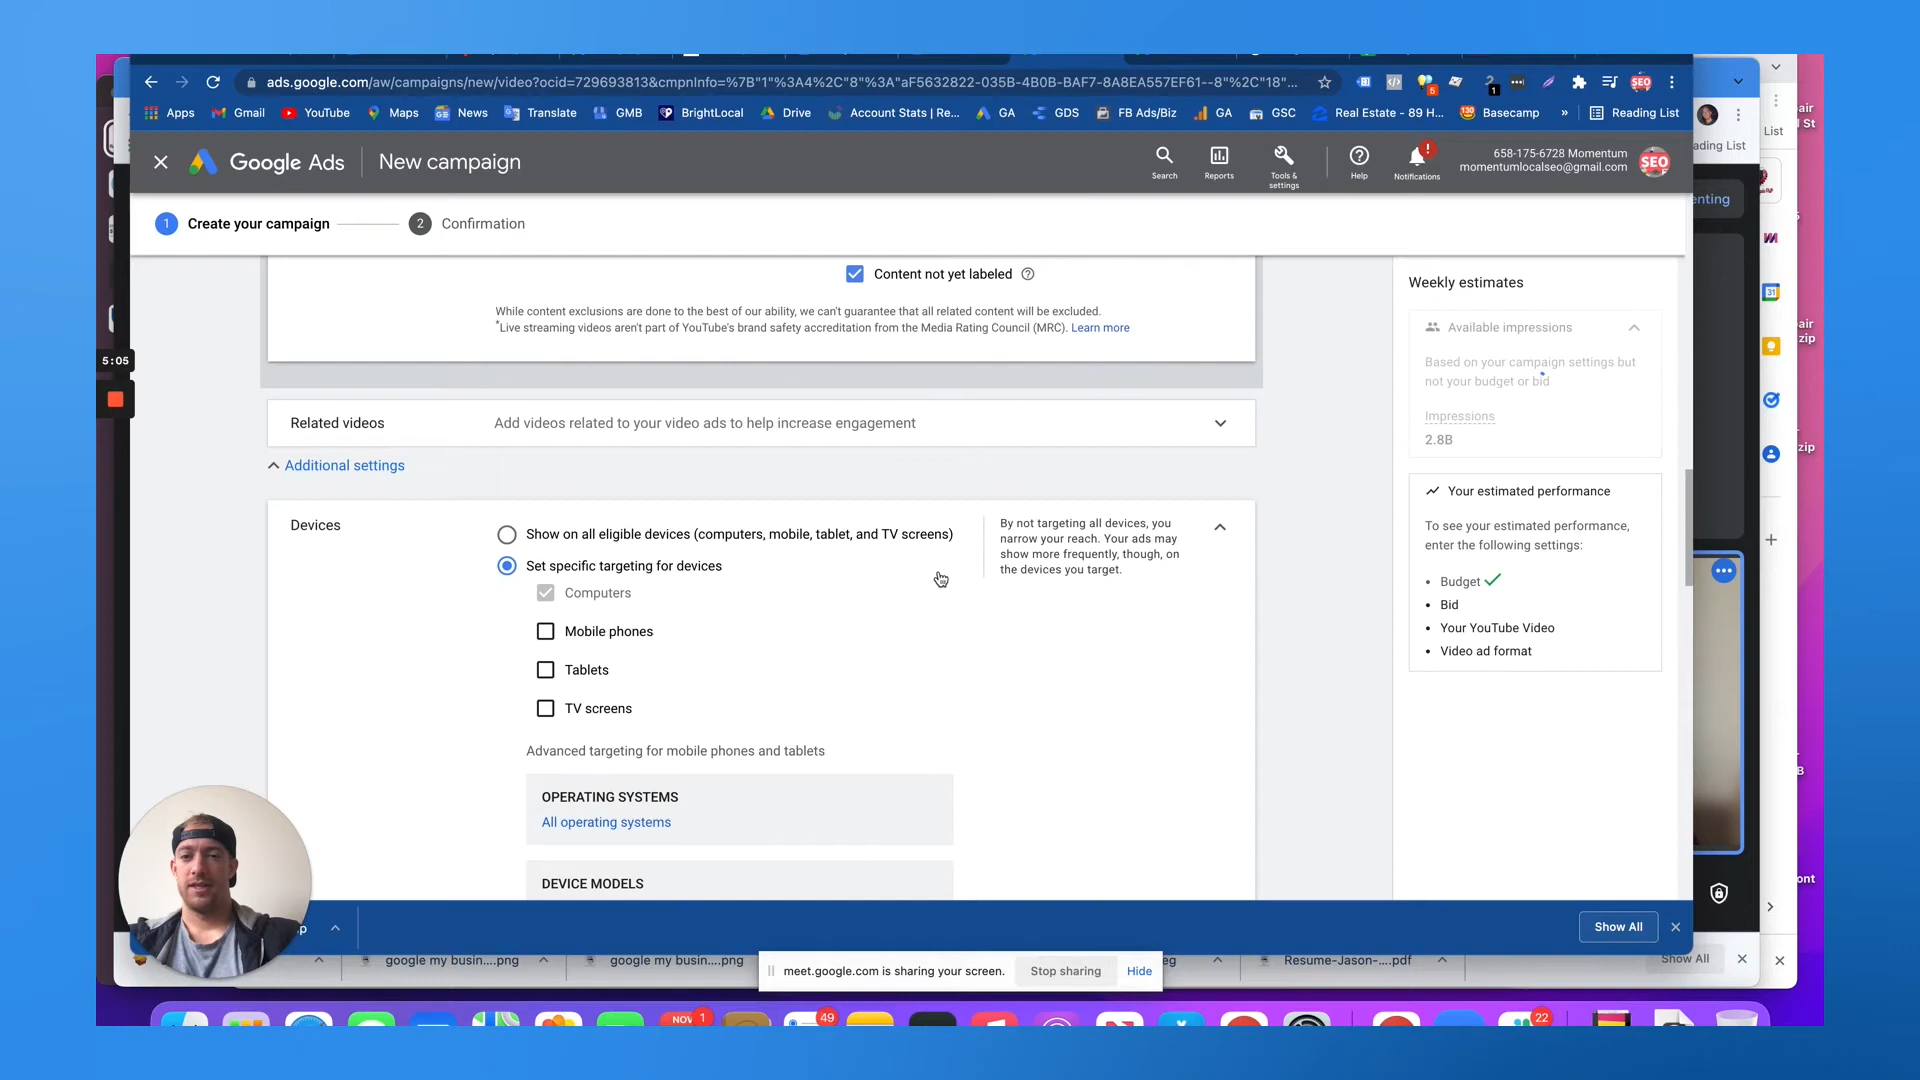 ads.google.com/aw/campaigns/new/video?ocid=729693813&cmpnInfo=%7B"1"%3A4%2C"8"%3A"aF5632822-035B-4B0B-BAF7-8A8EA557EF61--8"%2C"18"...
Apps Gmail YouTube Maps News Translate GMB BrightLocal Drive Account Stats | Re... GA GDS FB Ads/Biz GA GSC Real Estate - 89 H... Basecamp » Reading List
Google Ads New campaign
Search Reports Tools & settings Help Notifications
658-175-6728 Momentum
momentumlocalseo@gmail.com
SEO
1 Create your campaign 2 Confirmation
Content not yet labeled
While content exclusions are done to the best of our ability, we can't guarantee that all related content will be excluded.
*Live streaming videos aren't part of YouTube's brand safety accreditation from the Media Rating Council (MRC). Learn more
Related videos Add videos related to your video ads to help increase engagement
Additional settings
Devices
Show on all eligible devices (computers, mobile, tablet, and TV screens)
Set specific targeting for devices
Computers
Mobile phones
Tablets
TV screens
By not targeting all devices, you
narrow your reach. Your ads may
show more frequently, though, on
the devices you target.
Advanced targeting for mobile phones and tablets
OPERATING SYSTEMS
All operating systems
DEVICE MODELS
Weekly estimates
Available impressions
Based on your campaign settings but
not your budget or bid
Impressions
2.8B
Your estimated performance
To see your estimated performance,
enter the following settings:
• Budget
• Bid
• Your YouTube Video
• Video ad format
5:05
Show All
meet.google.com is sharing your screen. Stop sharing Hide
google my busin....png google my busin....png Resume-Jason-....pdf Show All
NOV 1 49 22